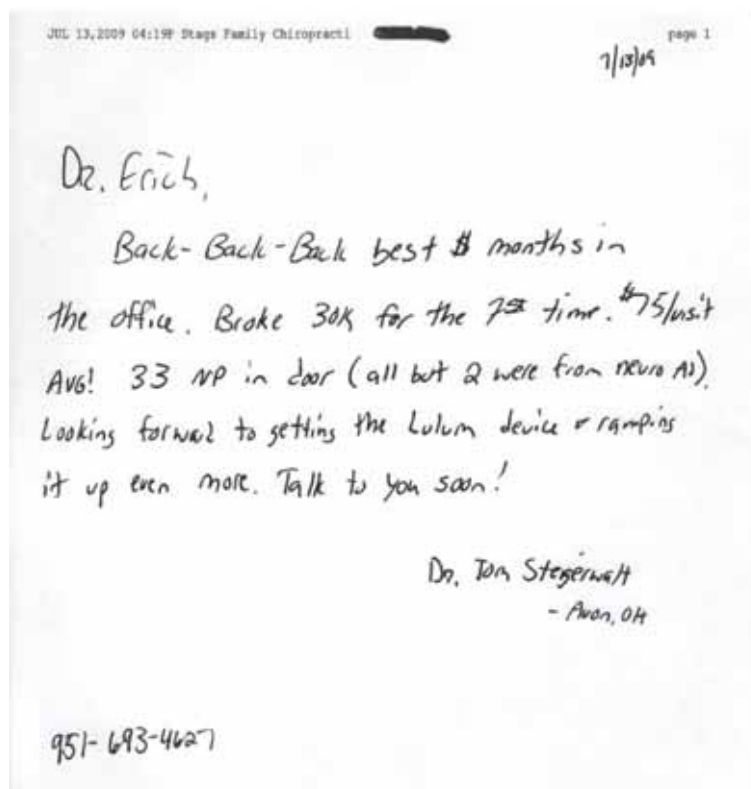 JUL 13,2009 04:19P Stags Family Chiropracti page 1
7/13/09
Dr. Erich,
Back-Back-Back best $ months in
the office. Broke 30K for the 1st time. $75/visit
AVG! 33 NP in door (all but 2 were from neuro AD).
Looking forward to getting the Lulum device & ramping
it up even more. Talk to you soon!
Dr. Tom Stegerwalt
- Avon, OH
951-693-4627